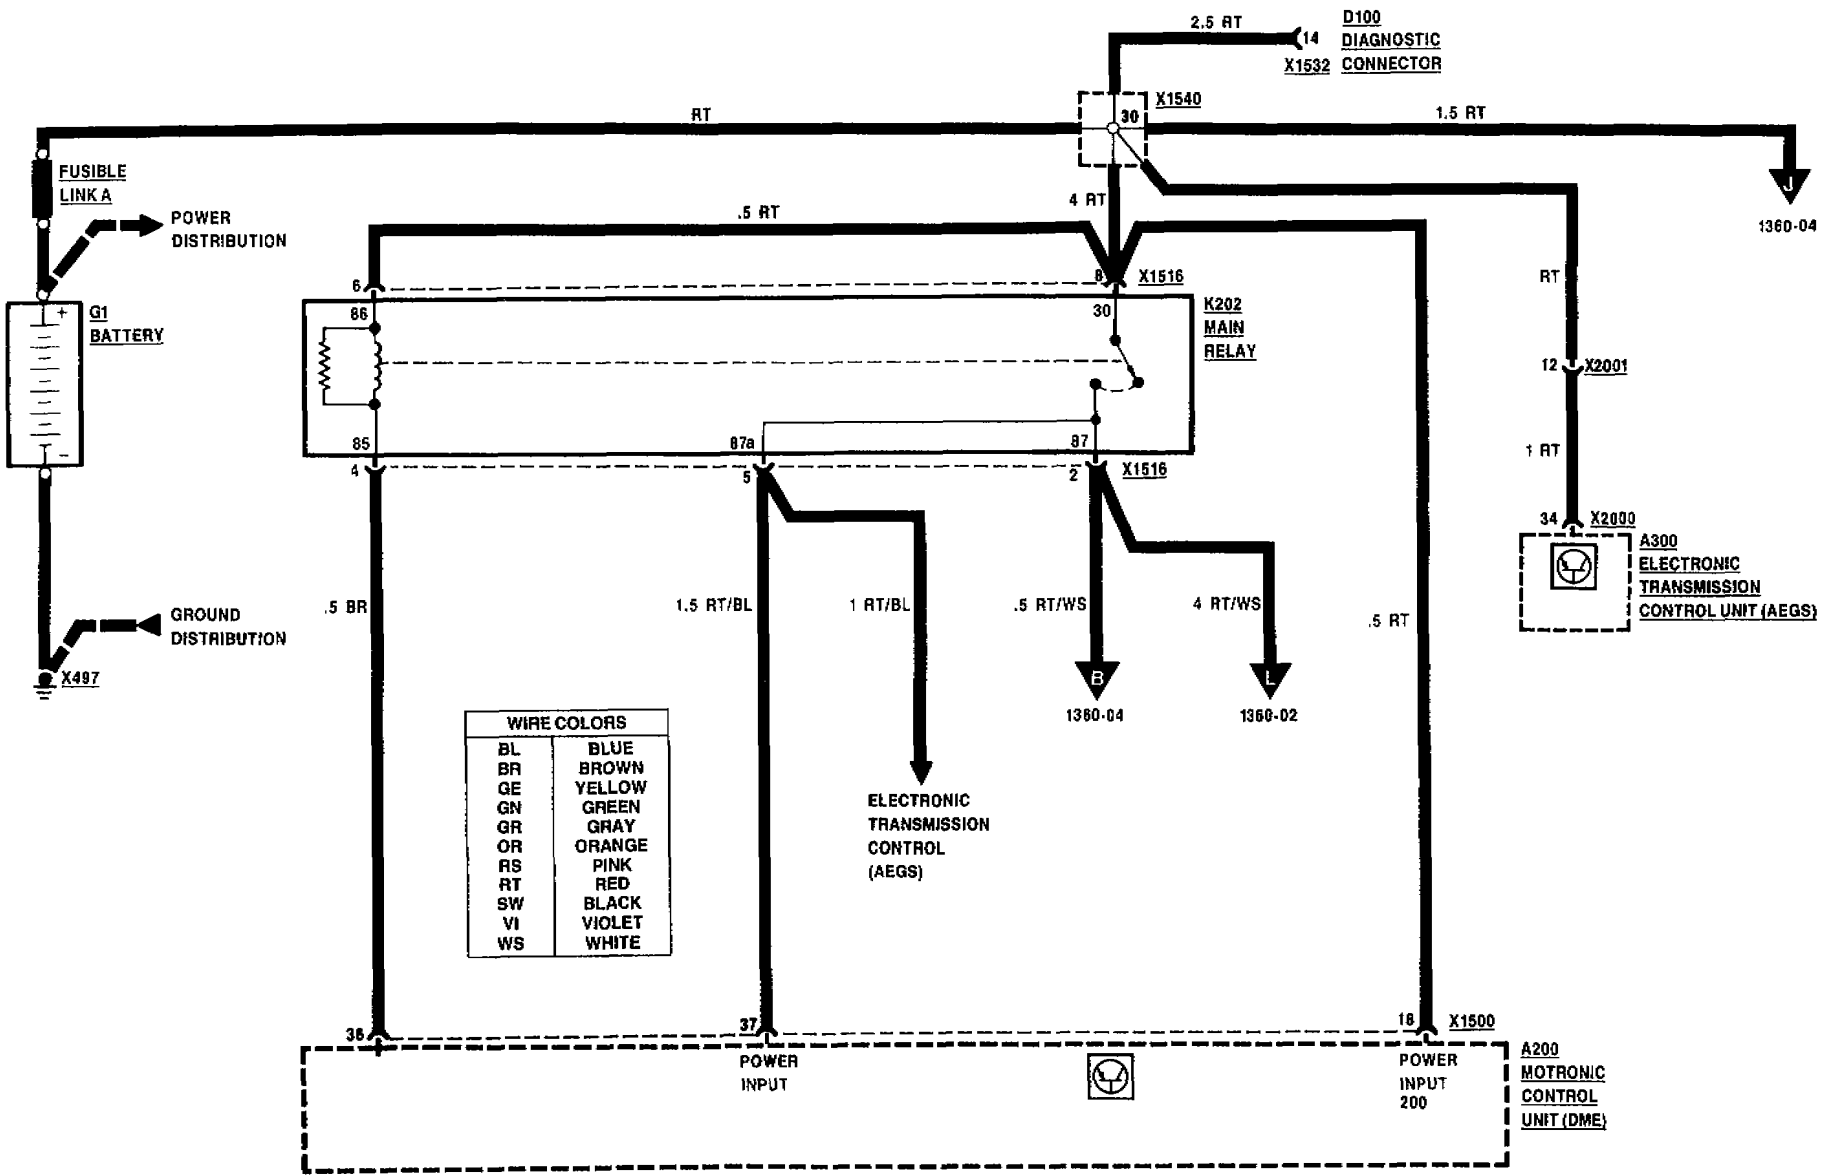 2.5 RT
14
D100
DIAGNOSTIC
CONNECTOR
X1532
RT
X1540
30
1.5 RT
FUSIBLE
LINK A
POWER
DISTRIBUTION
4 RT
.5 RT
J
1360-04
6
8
X1516
RT
G1
BATTERY
+
-
86
30
K202
MAIN
RELAY
12
X2001
85
87a
87
4
5
2
X1516
1 RT
34
X2000
A300
ELECTRONIC
TRANSMISSION
CONTROL UNIT (AEGS)
GROUND
DISTRIBUTION
X497
.5 BR
1.5 RT/BL
1 RT/BL
.5 RT/WS
4 RT/WS
.5 RT
B
1360-04
L
1360-02
WIRE COLORS
BL BLUE
BR BROWN
GE YELLOW
GN GREEN
GR GRAY
OR ORANGE
RS PINK
RT RED
SW BLACK
VI VIOLET
WS WHITE
ELECTRONIC
TRANSMISSION
CONTROL
(AEGS)
36
37
18
X1500
POWER
INPUT
POWER
INPUT
200
A200
MOTRONIC
CONTROL
UNIT (DME)